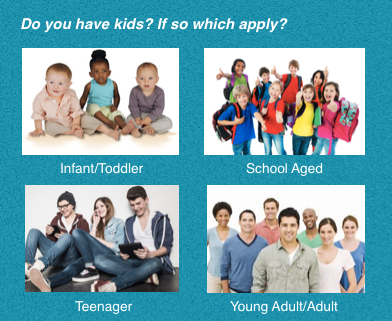 Do you have kids? If so which apply?
Infant/Toddler
School Aged
Teenager
Young Adult/Adult